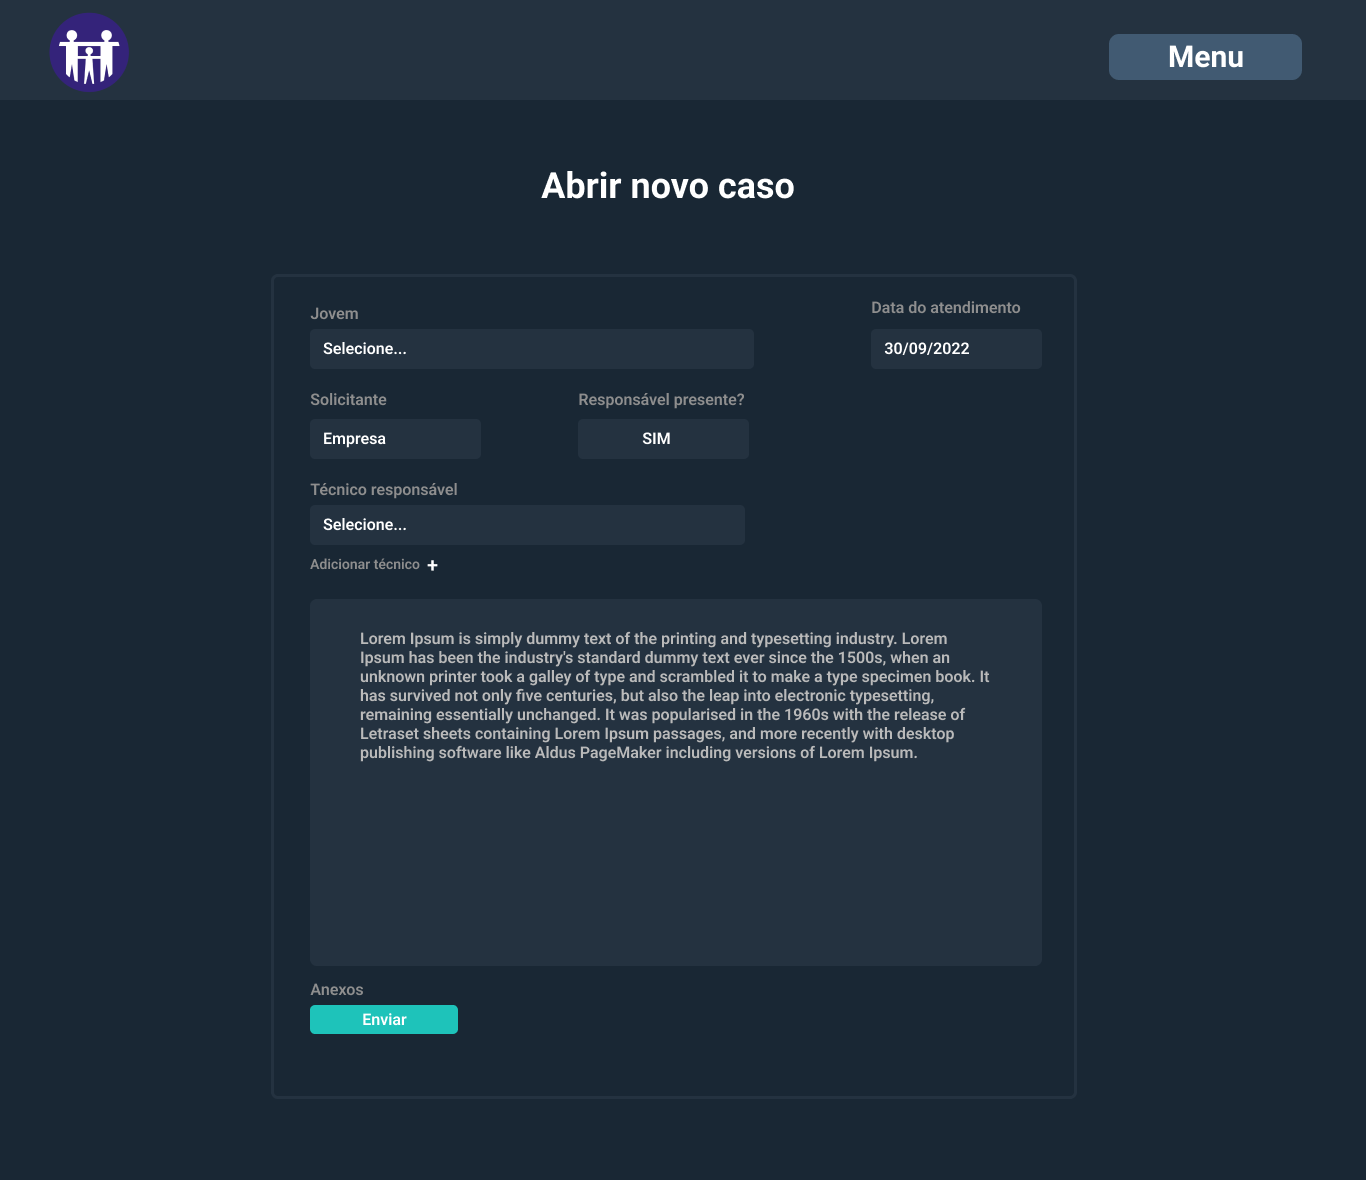 Menu
Abrir novo caso
Jovem
Data do atendimento
Selecione...
30/09/2022
Solicitante
Responsável presente?
Empresa
SIM
Técnico responsável
Selecione...
Adicionar técnico +
Lorem Ipsum is simply dummy text of the printing and typesetting industry. Lorem
Ipsum has been the industry's standard dummy text ever since the 1500s, when an
unknown printer took a galley of type and scrambled it to make a type specimen book. It
has survived not only five centuries, but also the leap into electronic typesetting,
remaining essentially unchanged. It was popularised in the 1960s with the release of
Letraset sheets containing Lorem Ipsum passages, and more recently with desktop
publishing software like Aldus PageMaker including versions of Lorem Ipsum.
Anexos
Enviar